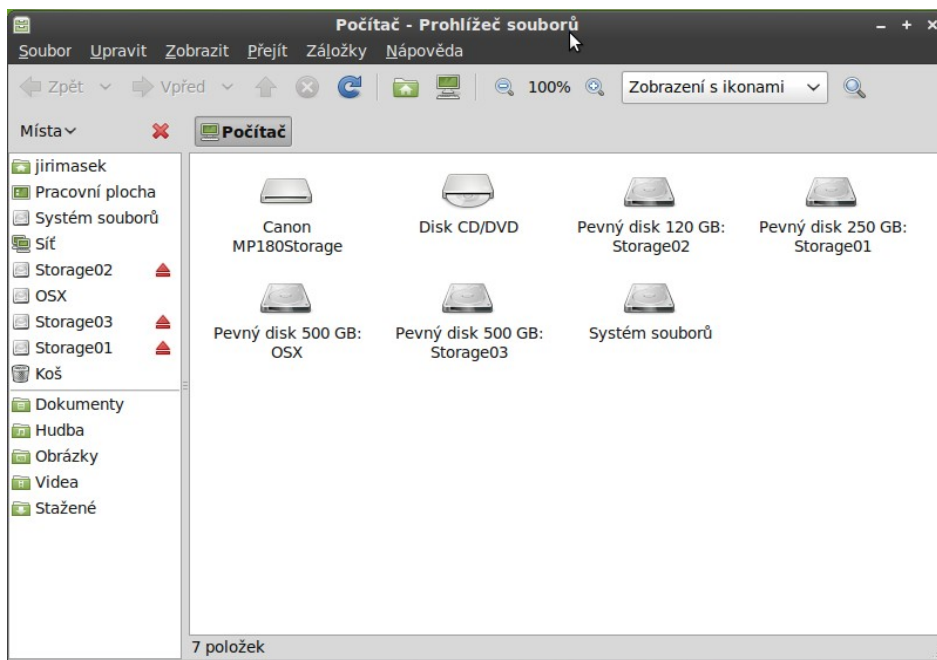 Počítač - Prohlížeč souborů
Soubor Upravit Zobrazit Přejít Záložky Nápověda
Zpět Vpřed 100% Zobrazení s ikonami
Místa Počítač
jirimasek
Pracovní plocha
Systém souborů
Síť
Storage02
OSX
Storage03
Storage01
Koš
Dokumenty
Hudba
Obrázky
Videa
Stažené
Canon
MP180Storage
Disk CD/DVD
Pevný disk 120 GB:
Storage02
Pevný disk 250 GB:
Storage01
Pevný disk 500 GB:
OSX
Pevný disk 500 GB:
Storage03
Systém souborů
7 položek